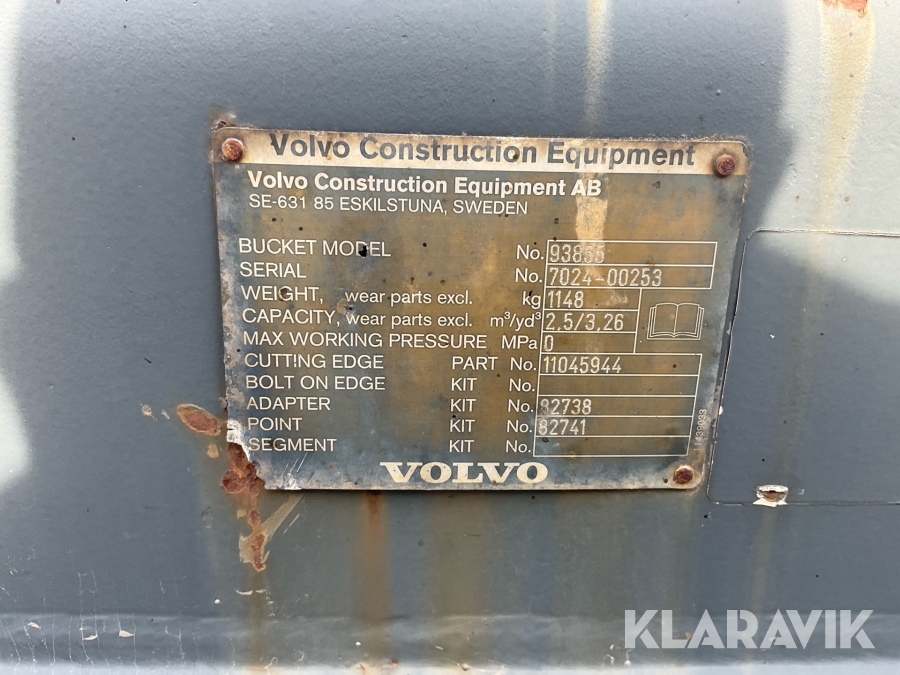 Volvo Construction Equipment
Volvo Construction Equipment AB
SE-631 85 ESKILSTUNA, SWEDEN
BUCKET MODEL No. 93855
SERIAL No. 7024-00253
WEIGHT, wear parts excl. kg 1148
CAPACITY, wear parts excl. m³/yd³ 2,5/3,26
MAX WORKING PRESSURE MPa 0
CUTTING EDGE PART No. 11045944
BOLT ON EDGE KIT No.
ADAPTER KIT No. 82738
POINT KIT No. 82741
SEGMENT KIT No.
VOLVO
KLARAVIK